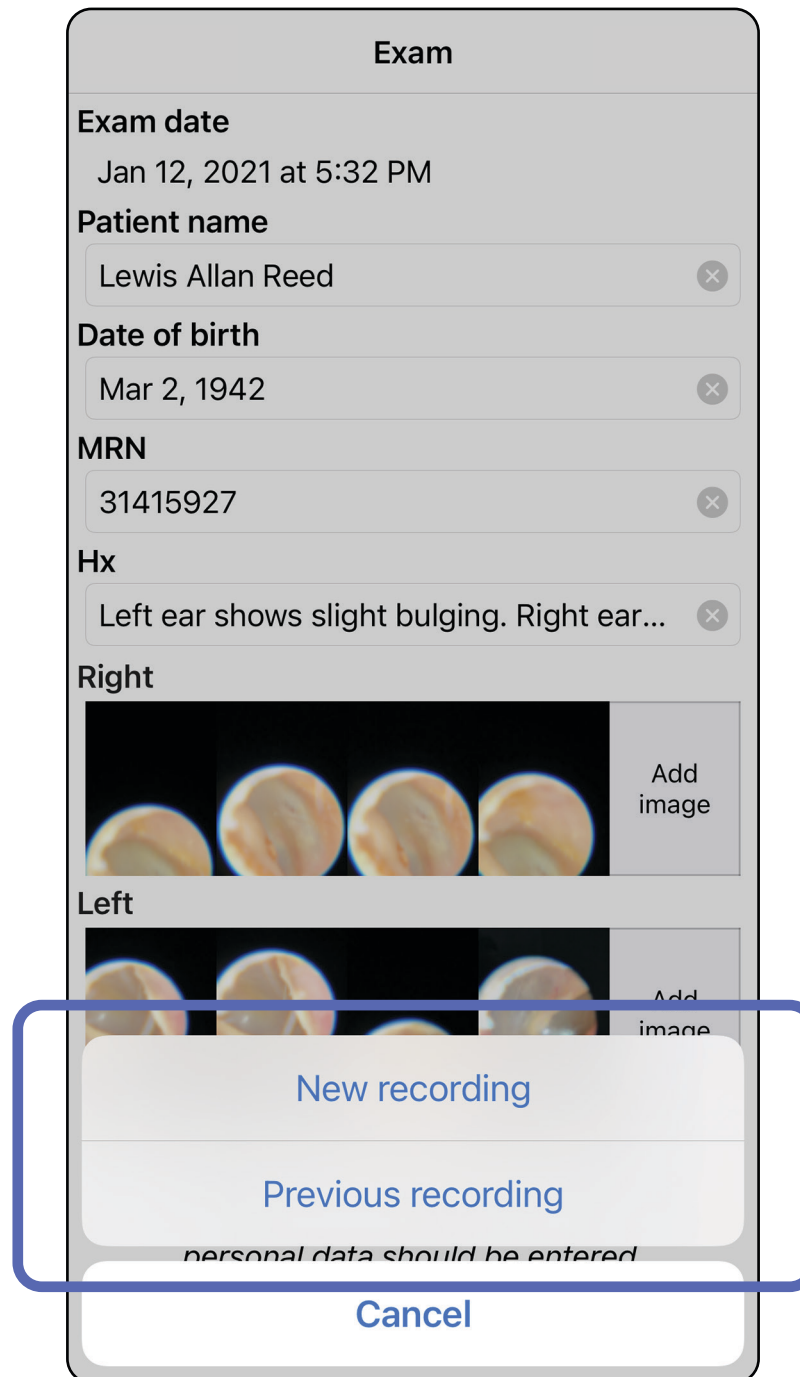 Exam
Exam date
Jan 12, 2021 at 5:32 PM
Patient name
Lewis Allan Reed
Date of birth
Mar 2, 1942
MRN
31415927
Hx
Left ear shows slight bulging. Right ear...
Right
Add
image
Left
Add
image
New recording
Previous recording
personal data should be entered
Cancel